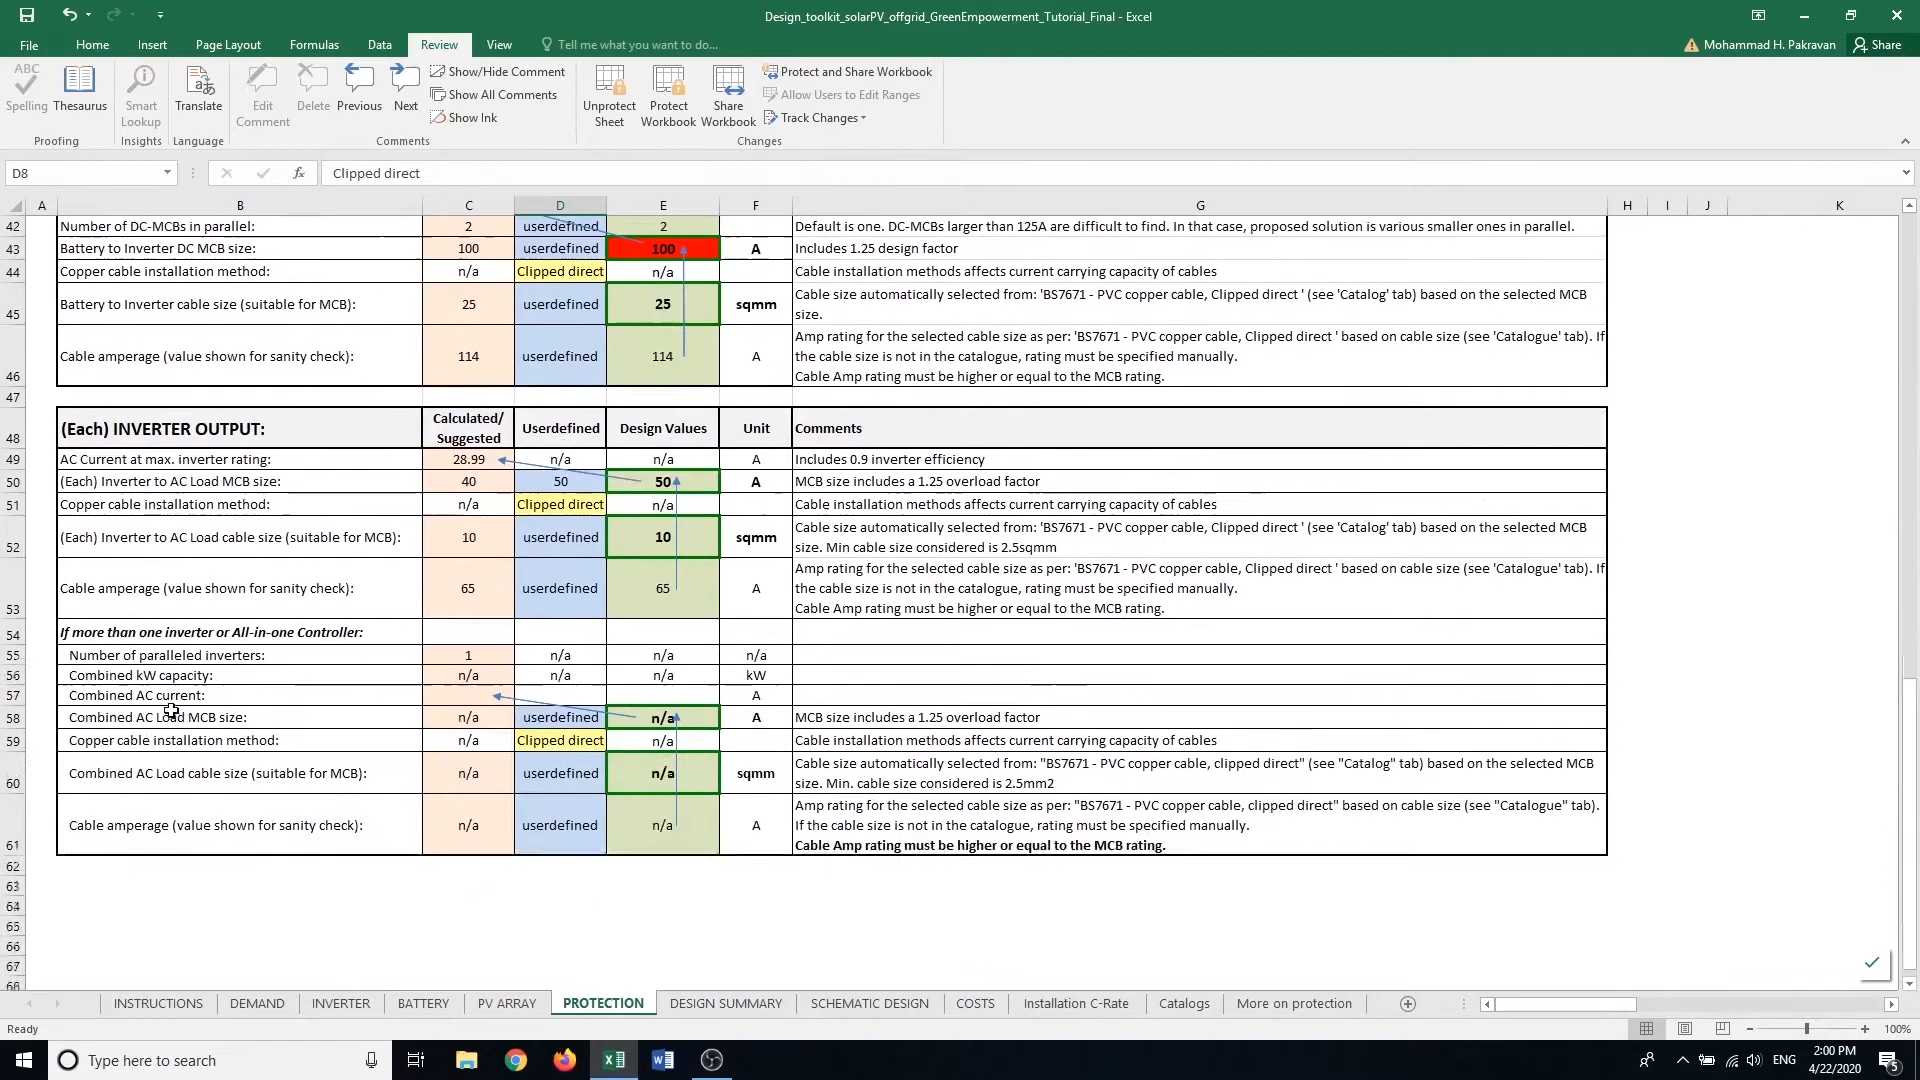 Design_toolkit_solarPV_offgrid_GreenEmpowerment_Tutorial_Final - Excel
File Home Insert Page Layout Formulas Data Review View Tell me what you want to do... Mohammad H. Pakravan Share
ABC
Spelling Thesaurus Smart Lookup Translate Edit Comment Delete Previous Next Show/Hide Comment
Show All Comments
Show Ink
Unprotect Sheet Protect Workbook Share Workbook Protect and Share Workbook
Allow Users to Edit Ranges
Track Changes
Proofing Insights Language Comments Changes
D8 fx Clipped direct
A B C D E F G H I J K
42 Number of DC-MCBs in parallel: 2 userdefined 2 Default is one. DC-MCBs larger than 125A are difficult to find. In that case, proposed solution is various smaller ones in parallel.
43 Battery to Inverter DC MCB size: 100 userdefined 100 A Includes 1.25 design factor
44 Copper cable installation method: n/a Clipped direct n/a Cable installation methods affects current carrying capacity of cables
45 Battery to Inverter cable size (suitable for MCB): 25 userdefined 25 sqmm Cable size automatically selected from: 'BS7671 - PVC copper cable, Clipped direct ' (see 'Catalog' tab) based on the selected MCB
size.
46 Cable amperage (value shown for sanity check): 114 userdefined 114 A Amp rating for the selected cable size as per: 'BS7671 - PVC copper cable, Clipped direct ' based on cable size (see 'Catalogue' tab). If
the cable size is not in the catalogue, rating must be specified manually.
Cable Amp rating must be higher or equal to the MCB rating.
47
48 (Each) INVERTER OUTPUT: Calculated/ Suggested Userdefined Design Values Unit Comments
49 AC Current at max. inverter rating: 28.99 n/a n/a A Includes 0.9 inverter efficiency
50 (Each) Inverter to AC Load MCB size: 40 50 50 A MCB size includes a 1.25 overload factor
51 Copper cable installation method: n/a Clipped direct n/a Cable installation methods affects current carrying capacity of cables
52 (Each) Inverter to AC Load cable size (suitable for MCB): 10 userdefined 10 sqmm Cable size automatically selected from: 'BS7671 - PVC copper cable, Clipped direct ' (see 'Catalog' tab) based on the selected MCB
size. Min cable size considered is 2.5sqmm
53 Cable amperage (value shown for sanity check): 65 userdefined 65 A Amp rating for the selected cable size as per: 'BS7671 - PVC copper cable, Clipped direct ' based on cable size (see 'Catalogue' tab). If
the cable size is not in the catalogue, rating must be specified manually.
Cable Amp rating must be higher or equal to the MCB rating.
54 If more than one inverter or All-in-one Controller:
55 Number of paralleled inverters: 1 n/a n/a n/a
56 Combined kW capacity: n/a n/a n/a kW
57 Combined AC current: A
58 Combined AC Load MCB size: n/a userdefined n/a A MCB size includes a 1.25 overload factor
59 Copper cable installation method: n/a Clipped direct n/a Cable installation methods affects current carrying capacity of cables
60 Combined AC Load cable size (suitable for MCB): n/a userdefined n/a sqmm Cable size automatically selected from: "BS7671 - PVC copper cable, clipped direct" (see "Catalog" tab) based on the selected MCB
size. Min. cable size considered is 2.5mm2
61 Cable amperage (value shown for sanity check): n/a userdefined n/a A Amp rating for the selected cable size as per: "BS7671 - PVC copper cable, clipped direct" based on cable size (see "Catalogue" tab).
If the cable size is not in the catalogue, rating must be specified manually.
Cable Amp rating must be higher or equal to the MCB rating.
62
63
64
65
66
67
68
INSTRUCTIONS DEMAND INVERTER BATTERY PV ARRAY PROTECTION DESIGN SUMMARY SCHEMATIC DESIGN COSTS Installation C-Rate Catalogs More on protection
Ready 100%
Type here to search ENG 2:00 PM
4/22/2020 5